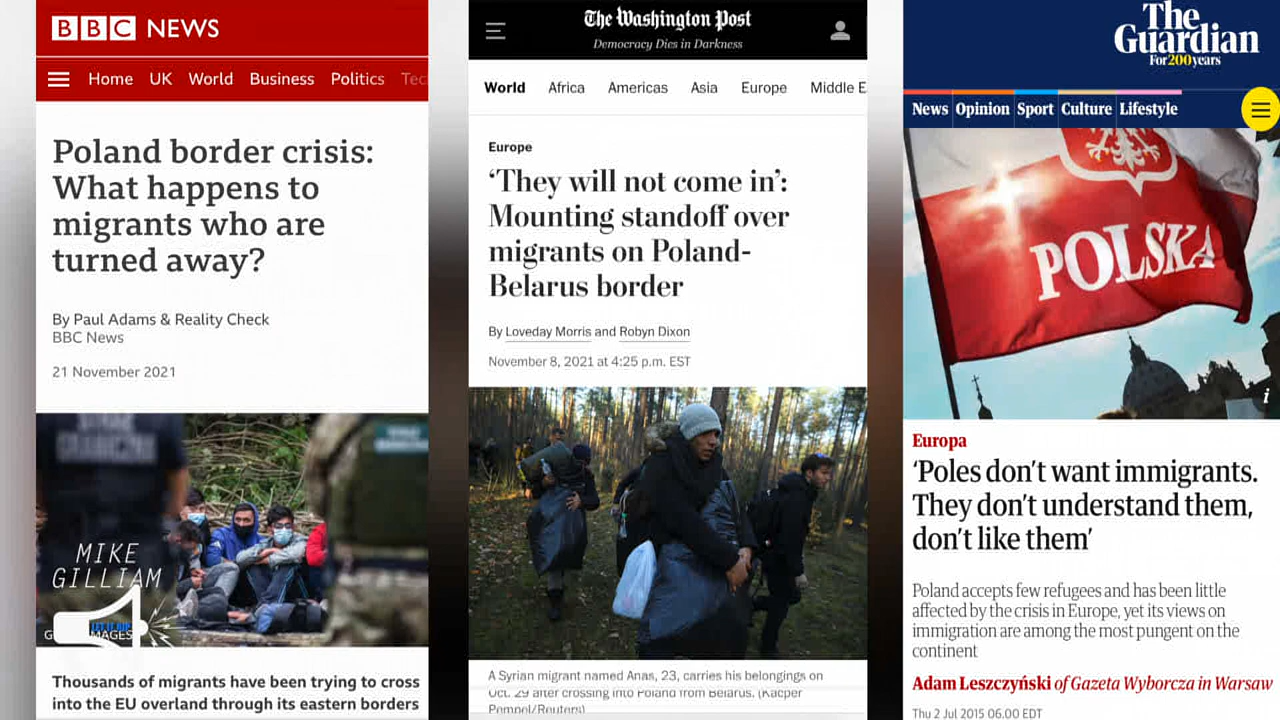 BBC NEWS
Home UK World Business Politics Tec
Poland border crisis:
What happens to
migrants who are
turned away?
By Paul Adams & Reality Check
BBC News
21 November 2021
MIKE
GILLIAM
Thousands of migrants have been trying to cross
into the EU overland through its eastern borders
The Washington Post
Democracy Dies in Darkness
World Africa Americas Asia Europe Middle E
Europe
‘They will not come in’:
Mounting standoff over
migrants on Poland-
Belarus border
By Loveday Morris and Robyn Dixon
November 8, 2021 at 4:25 p.m. EST
A Syrian migrant named Anas, 23, carries his belongings on
Oct. 29 after crossing into Poland from Belarus. (Kacper
Pempel/Reuters)
The
Guardian
For 200 years
News Opinion Sport Culture Lifestyle
POLSKA
i
Europa
‘Poles don’t want immigrants.
They don’t understand them,
don’t like them’
Poland accepts few refugees and has been little
affected by the crisis in Europe, yet its views on
immigration are among the most pungent on the
continent
Adam Leszczyński of Gazeta Wyborcza in Warsaw
Thu 2 Jul 2015 06.00 EDT